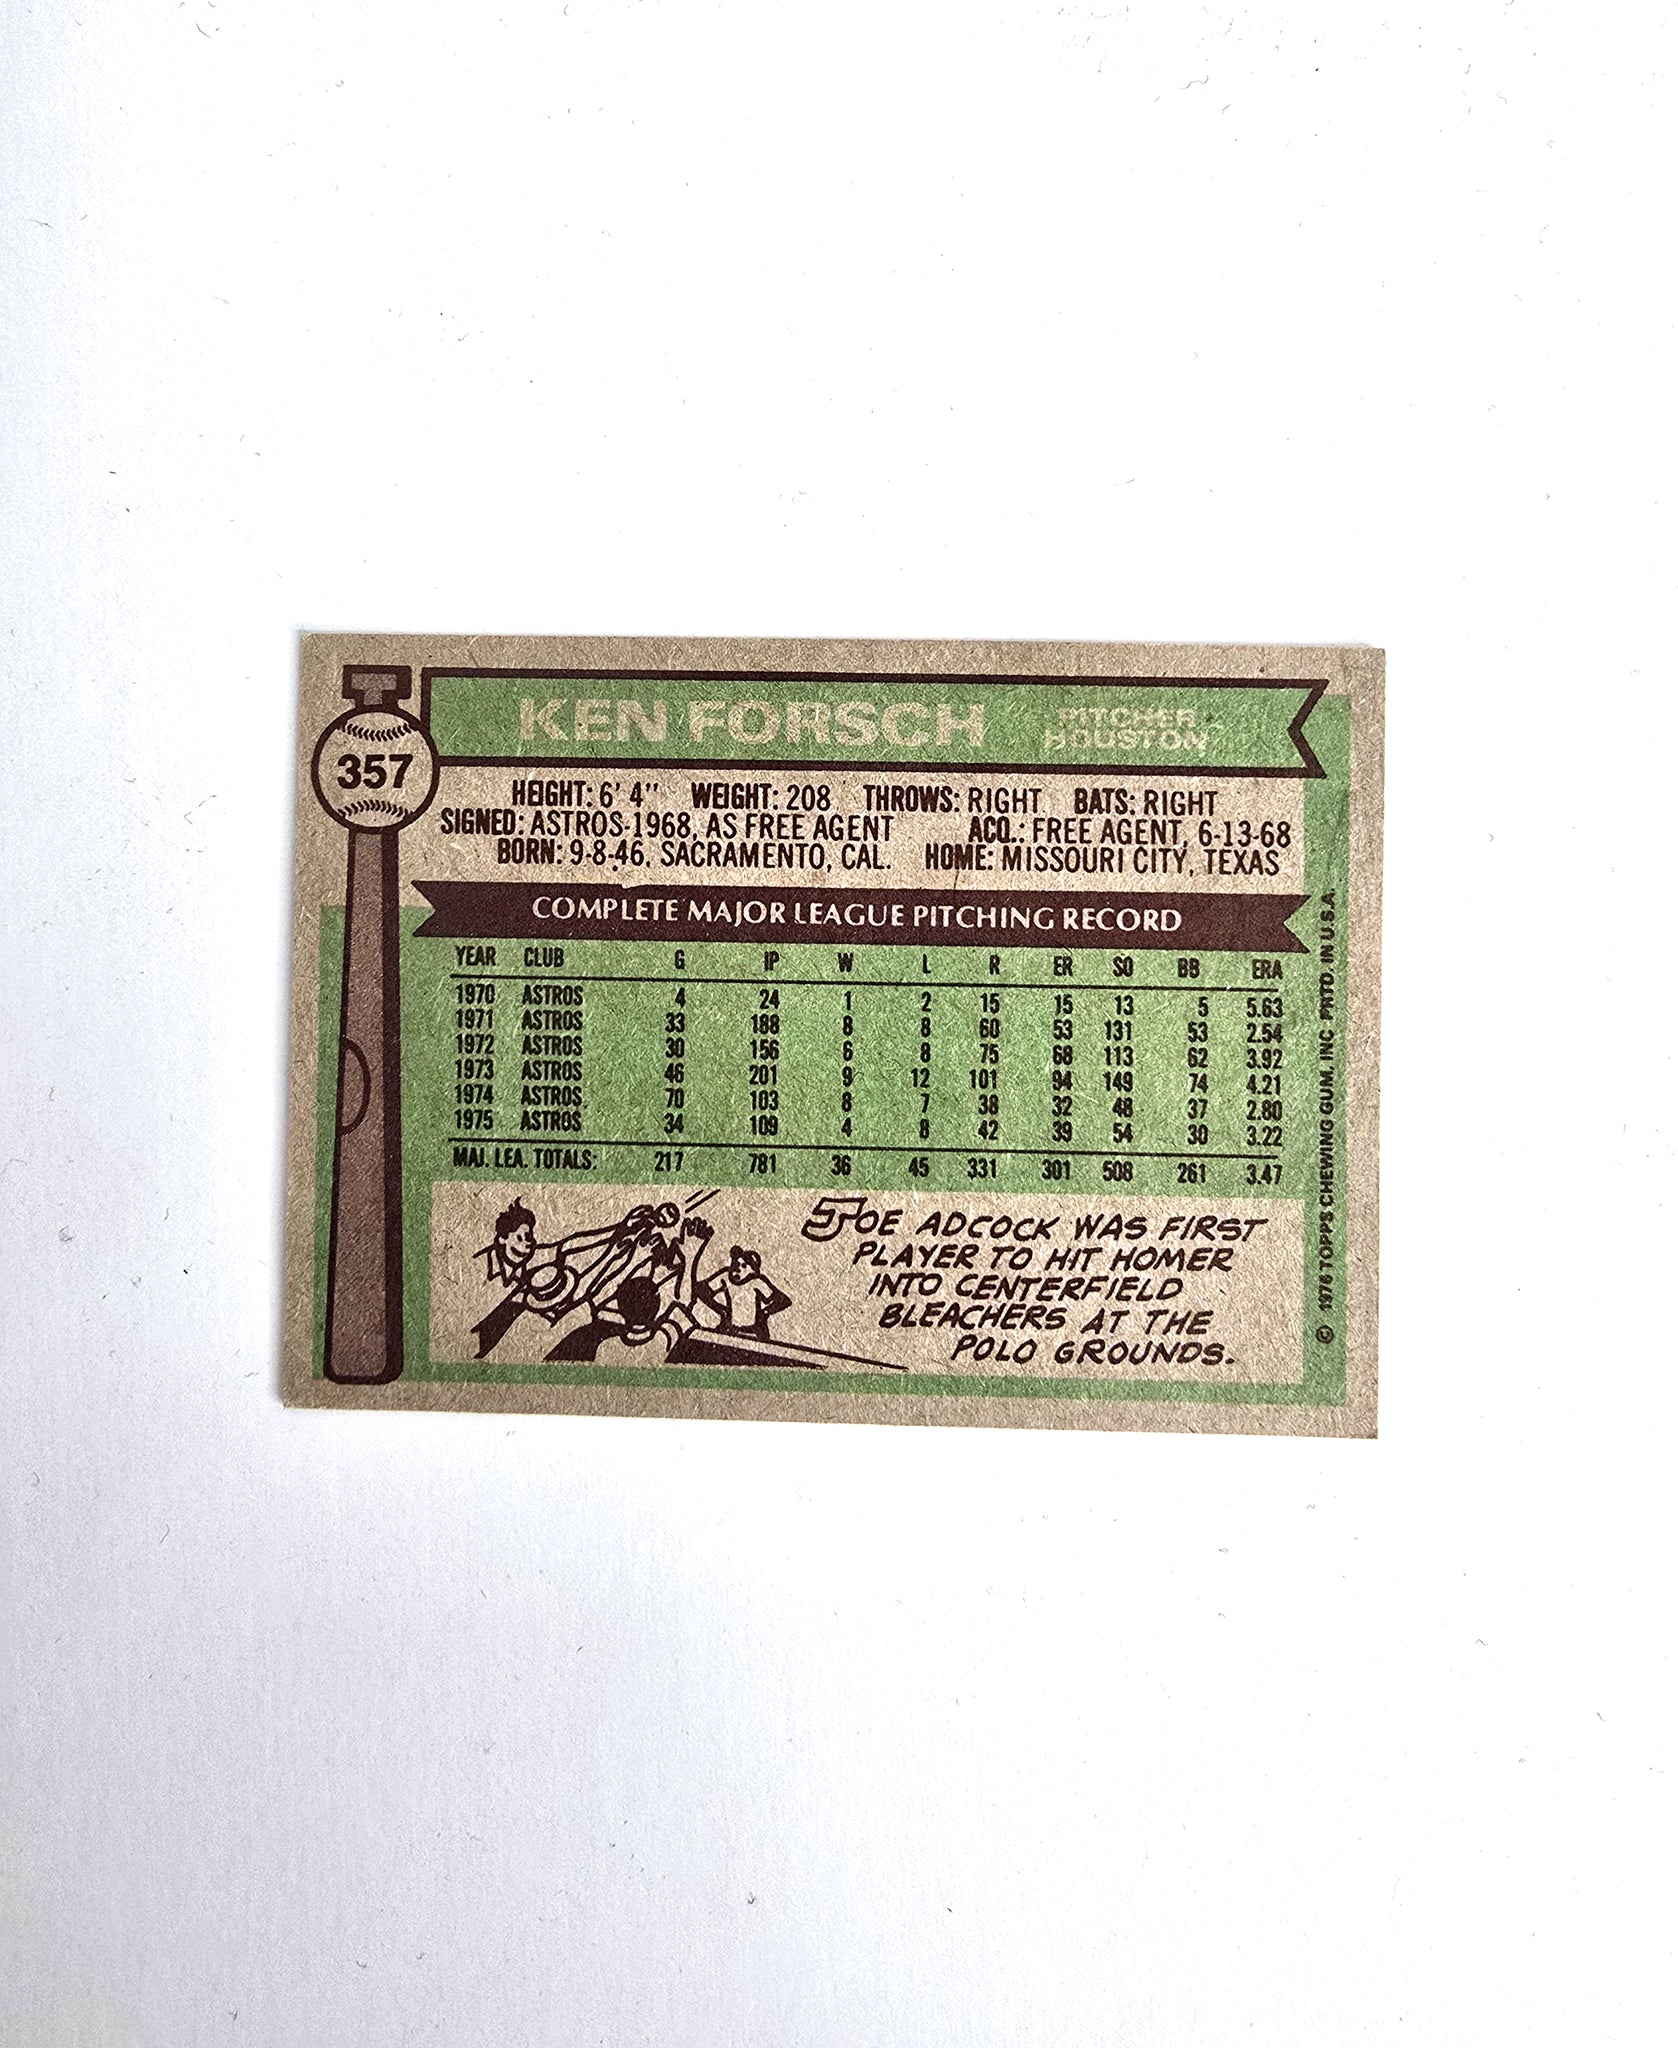 T
357
KEN FORSCH
PITCHER
HOUSTON
HEIGHT: 6' 4" WEIGHT: 208 THROWS: RIGHT BATS: RIGHT
SIGNED: ASTROS-1968, AS FREE AGENT ACQ.: FREE AGENT, 6-13-68
BORN: 9-8-46, SACRAMENTO, CAL. HOME: MISSOURI CITY, TEXAS
COMPLETE MAJOR LEAGUE PITCHING RECORD
YEAR CLUB G IP W L R ER SO BB ERA
1970 ASTROS 4 24 1 2 15 15 13 5 5.63
1971 ASTROS 33 188 8 8 60 53 131 53 2.54
1972 ASTROS 30 156 6 8 75 68 113 62 3.92
1973 ASTROS 46 201 9 12 101 94 149 74 4.21
1974 ASTROS 70 103 8 7 38 32 48 37 2.80
1975 ASTROS 34 109 4 8 42 39 54 30 3.22
MAJ. LEA. TOTALS: 217 781 36 45 331 301 508 261 3.47
JOE ADCOCK WAS FIRST
PLAYER TO HIT HOMER
INTO CENTERFIELD
BLEACHERS AT THE
POLO GROUNDS.
© 1976 TOPPS CHEWING GUM, INC PRTD. IN U.S.A.